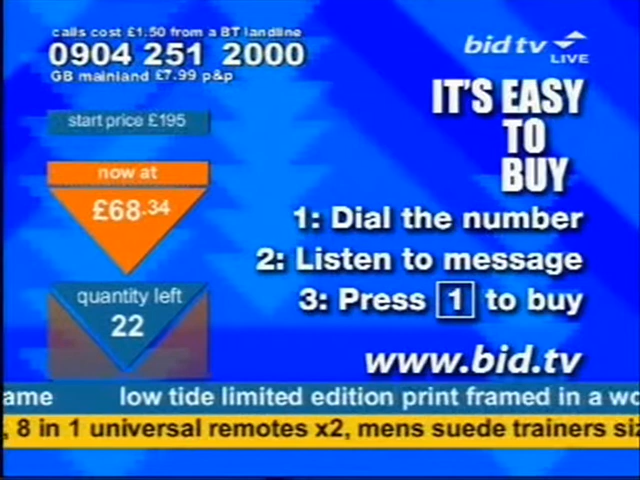 calls cost £1.50 from a BT landline
0904 251 2000
GB mainland £7.99 p&p
bid tv
LIVE
start price £195
now at
£68.34
quantity left
22
IT'S EASY
TO
BUY
1: Dial the number
2: Listen to message
3: Press 1 to buy
www.bid.tv
ame low tide limited edition print framed in a wo
, 8 in 1 universal remotes x2, mens suede trainers siz